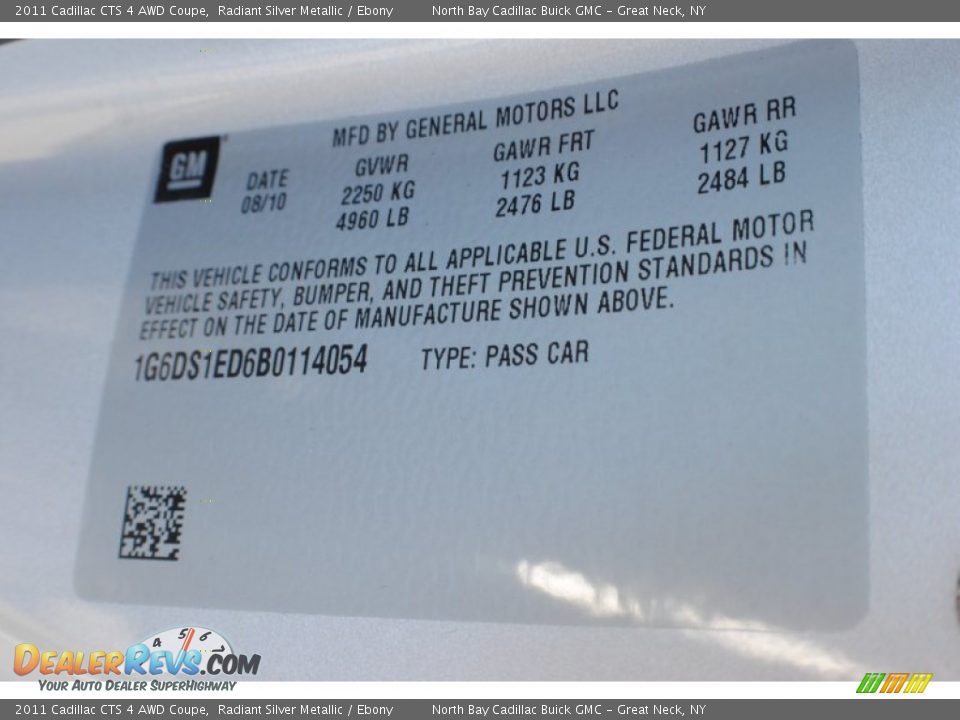 2011 Cadillac CTS 4 AWD Coupe, Radiant Silver Metallic / Ebony North Bay Cadillac Buick GMC - Great Neck, NY
GM
MFD BY GENERAL MOTORS LLC
DATE GVWR GAWR FRT GAWR RR
08/10 2250 KG 1123 KG 1127 KG
4960 LB 2476 LB 2484 LB
THIS VEHICLE CONFORMS TO ALL APPLICABLE U.S. FEDERAL MOTOR
VEHICLE SAFETY, BUMPER, AND THEFT PREVENTION STANDARDS IN
EFFECT ON THE DATE OF MANUFACTURE SHOWN ABOVE.
1G6DS1ED6B0114054 TYPE: PASS CAR
4 5 6 7
DealerRevs.com
Your Auto Dealer SuperHighway
2011 Cadillac CTS 4 AWD Coupe, Radiant Silver Metallic / Ebony North Bay Cadillac Buick GMC - Great Neck, NY